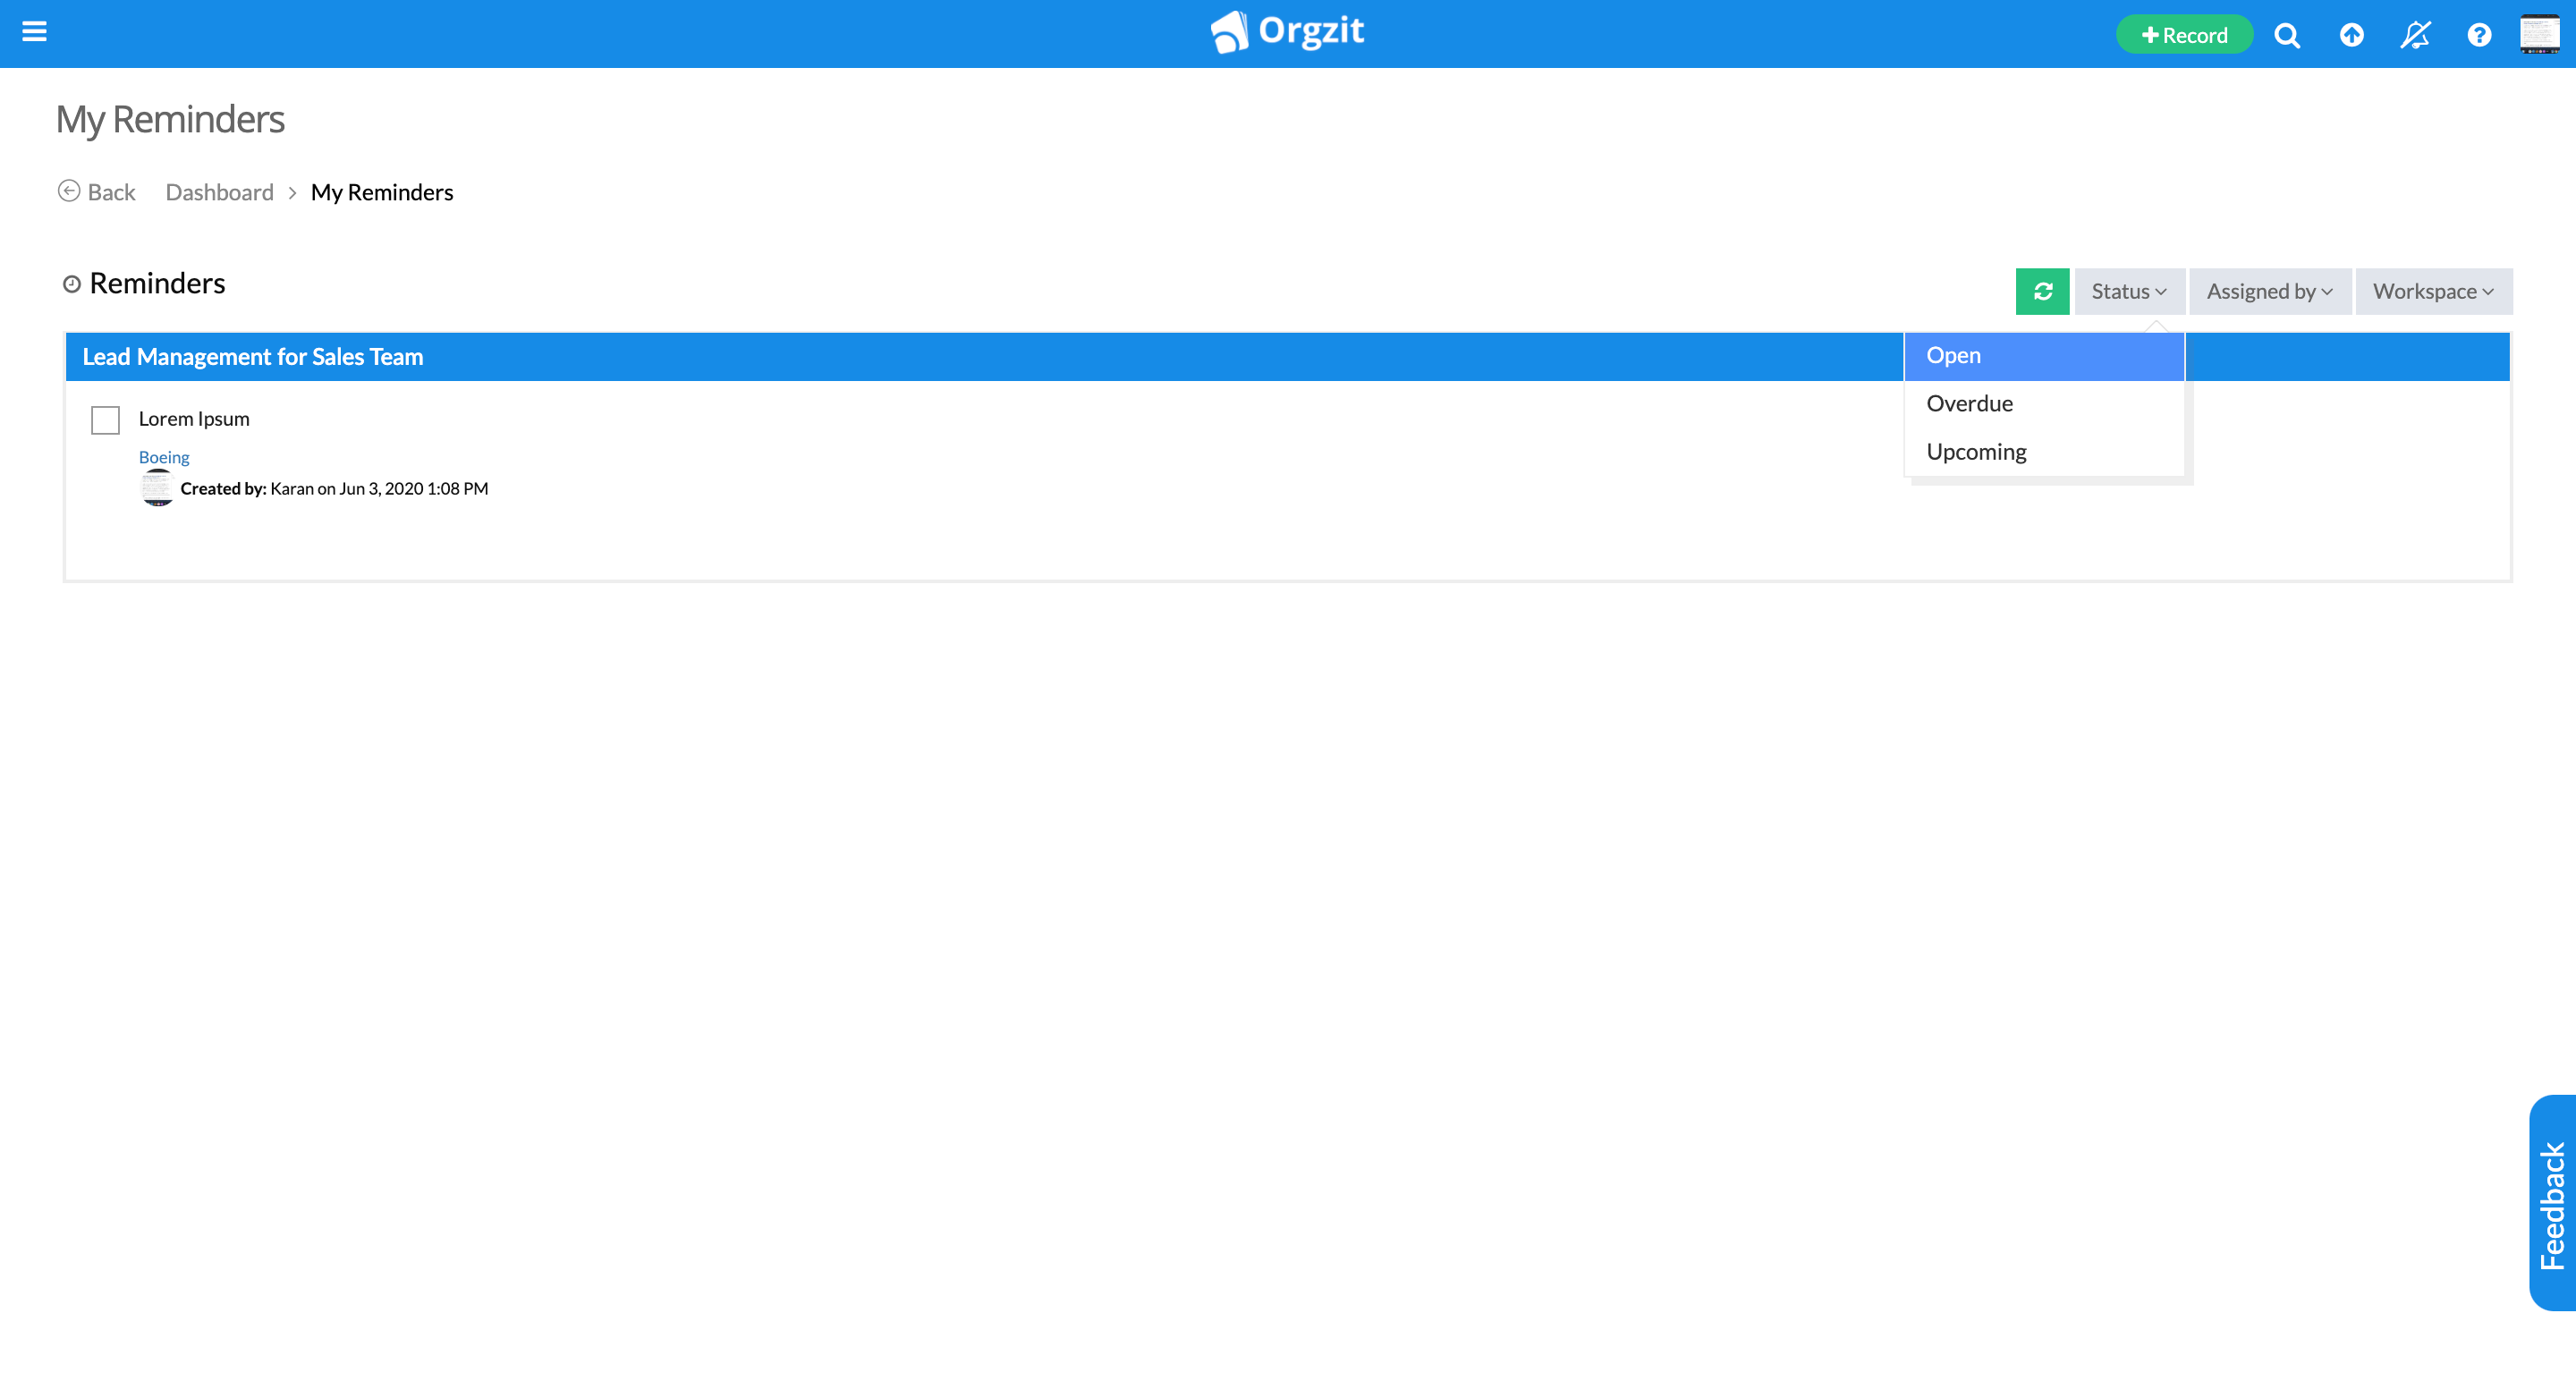 Orgzit
Record
My Reminders
Back Dashboard > My Reminders
Reminders
Status Assigned by Workspace
Lead Management for Sales Team
Open
Overdue
Upcoming
Lorem Ipsum
Boeing
Created by: Karan on Jun 3, 2020 1:08 PM
Feedback